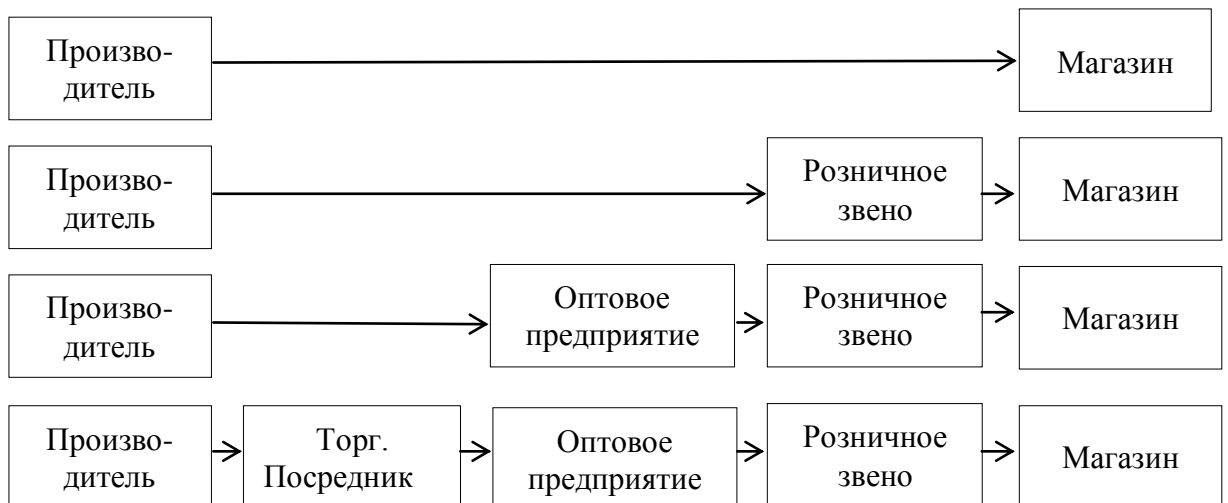 Произво-
дитель
Магазин
Произво-
дитель
Розничное
звено
Магазин
Произво-
дитель
Оптовое
предприятие
Розничное
звено
Магазин
Произво-
дитель
Торг.
Посредник
Оптовое
предприятие
Розничное
звено
Магазин